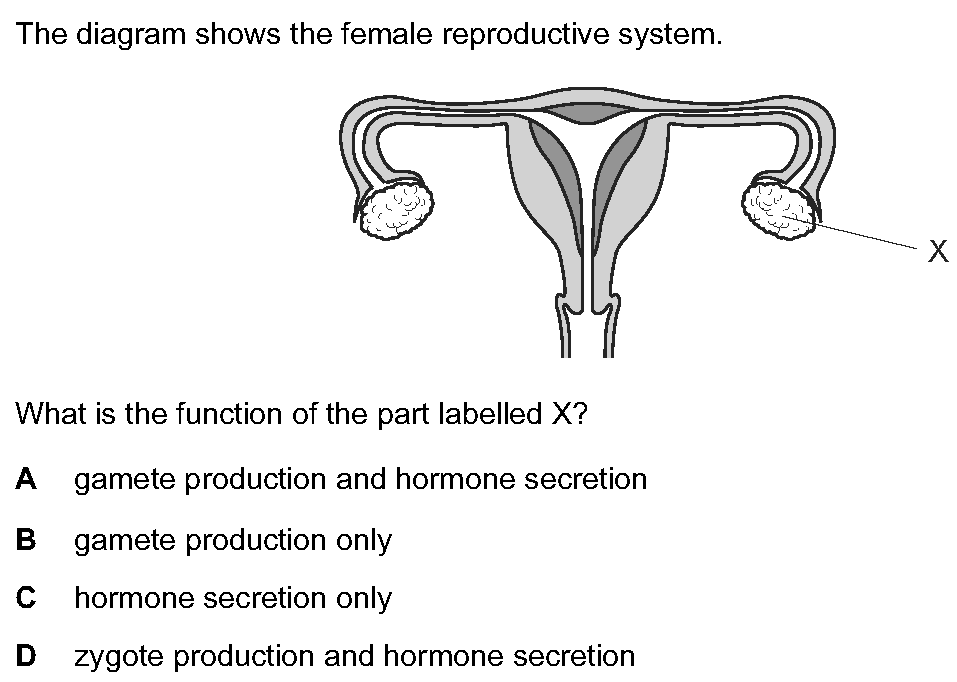 The diagram shows the female reproductive system.
X
What is the function of the part labelled X?
A gamete production and hormone secretion
B gamete production only
C hormone secretion only
D zygote production and hormone secretion